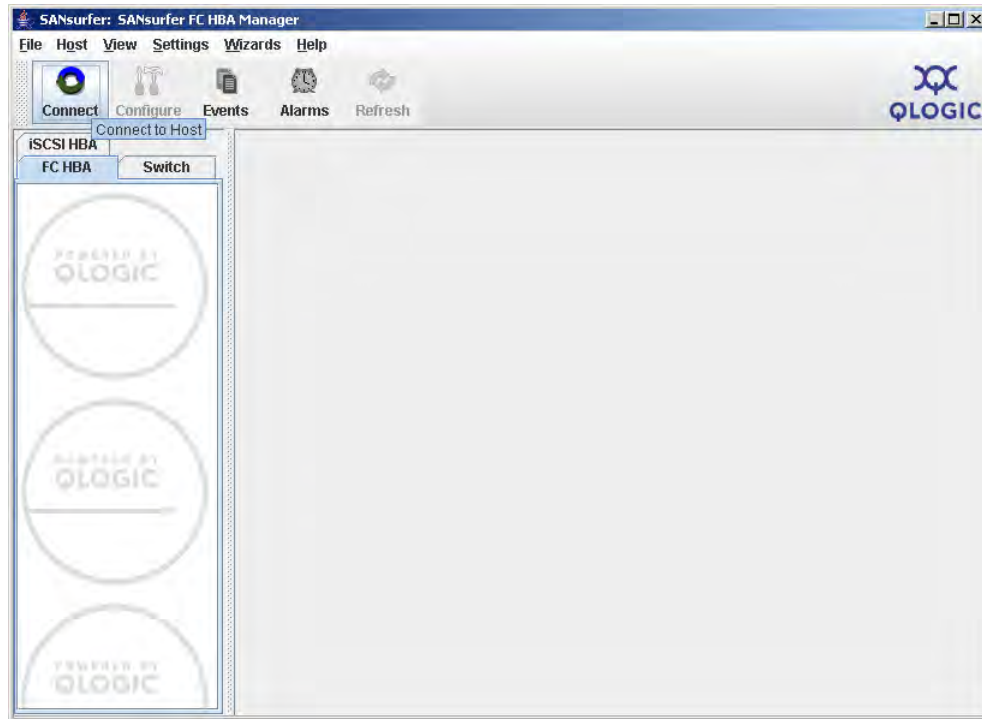 SANsurfer: SANsurfer FC HBA Manager
File Host View Settings Wizards Help
Connect Configure Events Alarms Refresh
QLOGIC
Connect to Host
iSCSI HBA
FC HBA Switch
POWERED BY
QLOGIC
POWERED BY
QLOGIC
POWERED BY
QLOGIC